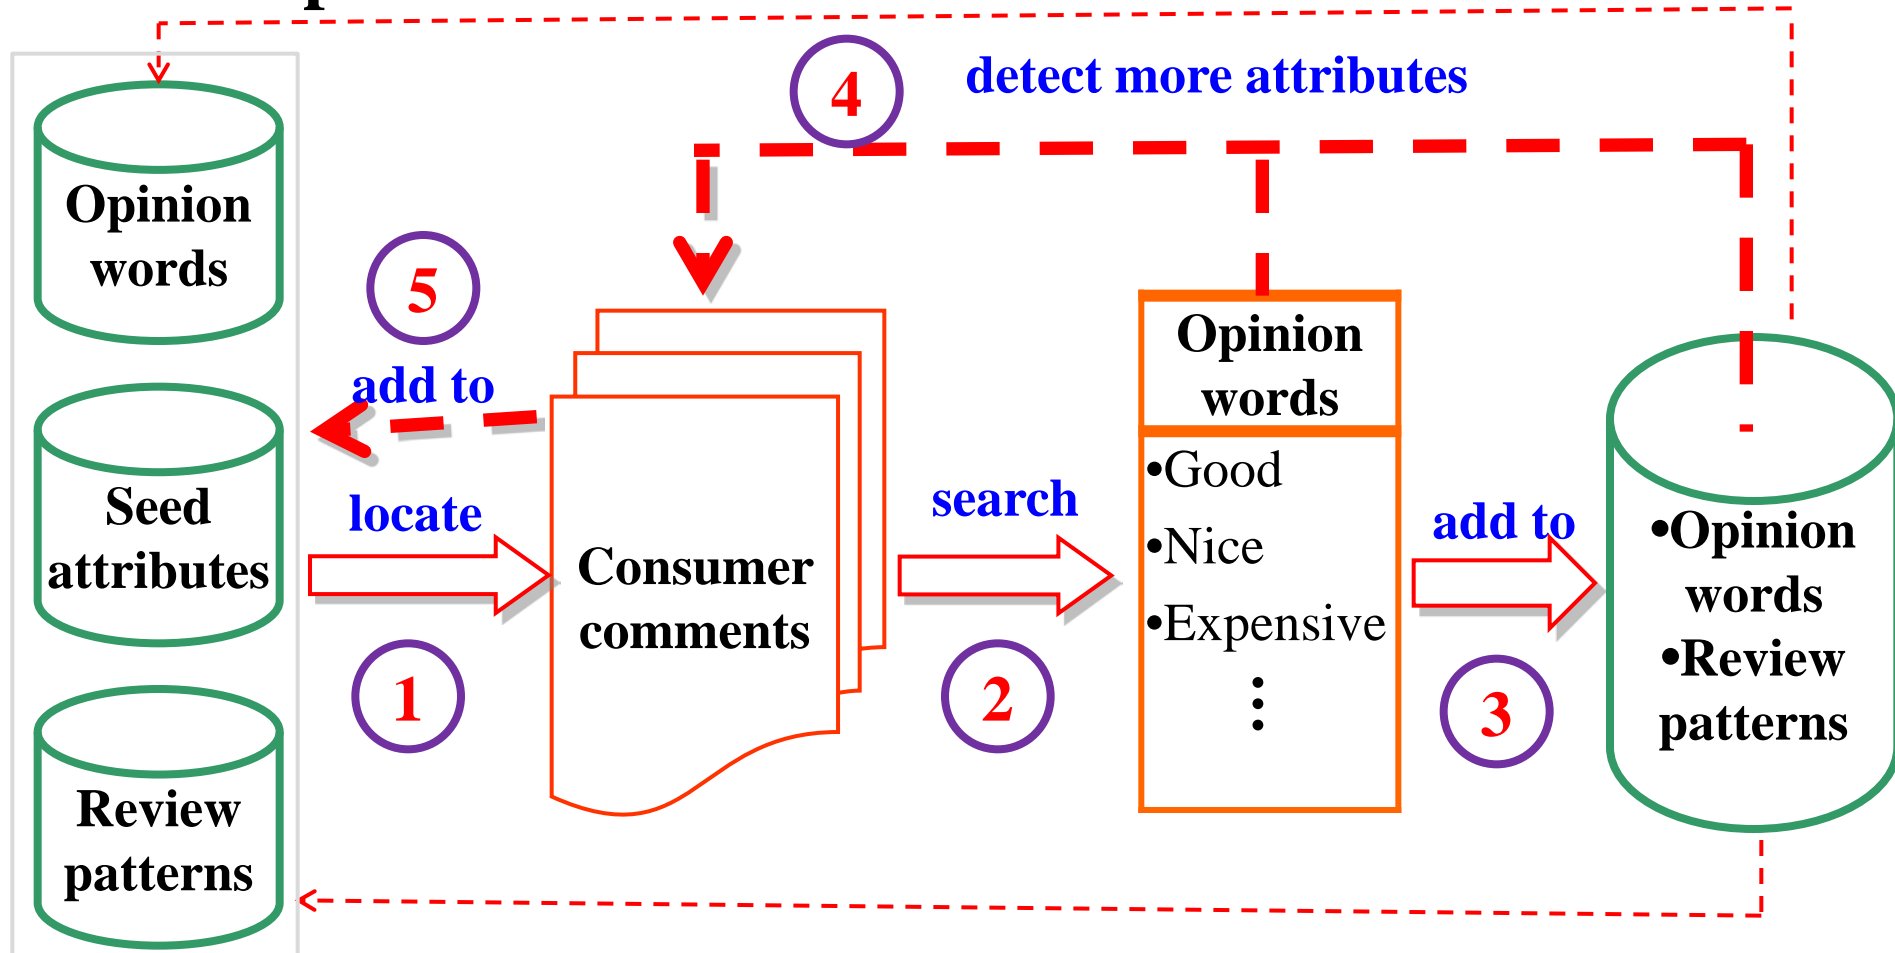 4
detect more attributes
Opinion
words
5
add to
Seed
attributes
locate
1
Review
patterns
Consumer
comments
search
2
Opinion
words
•Good
•Nice
•Expensive
add to
3
•Opinion
words
•Review
patterns